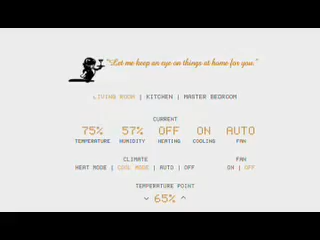 "Let me keep an eye on things at home for you."
LIVING ROOM | KITCHEN | MASTER BEDROOM
CURRENT
75% 57% OFF ON AUTO
TEMPERATURE HUMIDITY HEATING COOLING FAN
CLIMATE FAN
HEAT MODE | COOL MODE | AUTO | OFF ON | OFF
TEMPERATURE POINT
65%